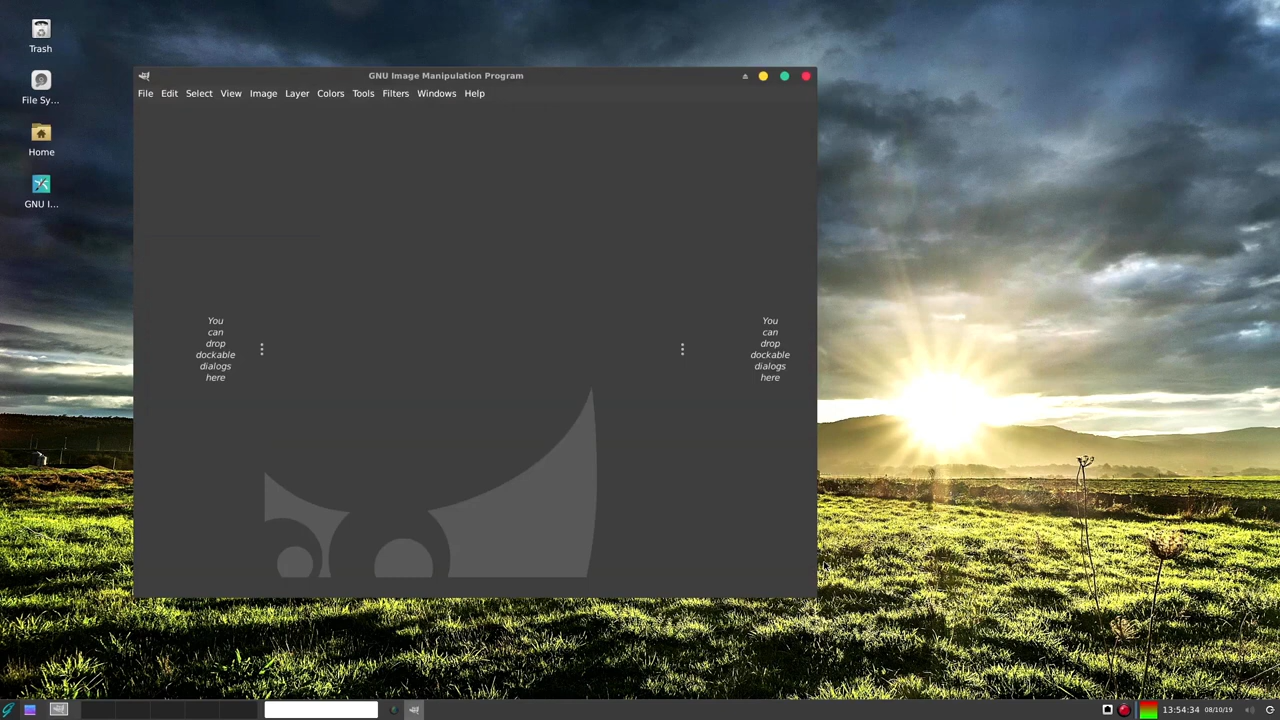 Trash
File Sy...
Home
GNU I...
GNU Image Manipulation Program
File Edit Select View Image Layer Colors Tools Filters Windows Help
You
can
drop
dockable
dialogs
here
You
can
drop
dockable
dialogs
here
13:54:34 08/10/19